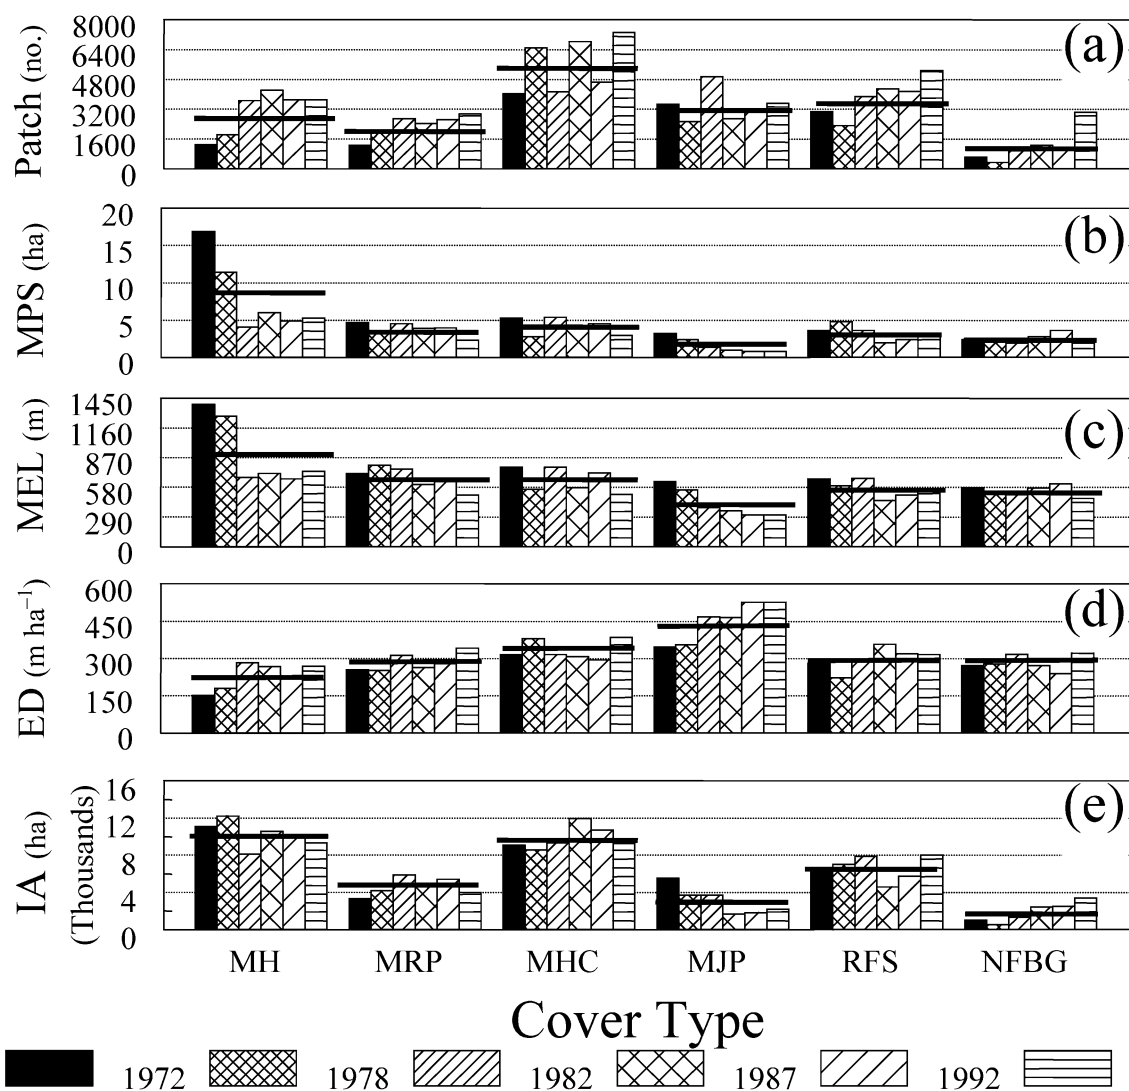 Patch (no.)
8000
6400
4800
3200
1600
0
(a)
MPS (ha)
20
15
10
5
0
(b)
MEL (m)
1450
1160
870
580
290
0
(c)
ED (m ha⁻¹)
600
450
300
150
0
(d)
IA (ha)
(Thousands)
16
12
8
4
0
(e)
MH MRP MHC MJP RFS NFBG
Cover Type
1972 1978 1982 1987 1992